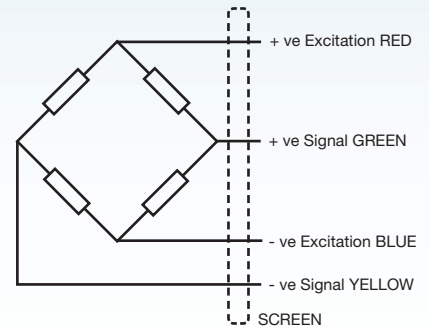 + ve Excitation RED
+ ve Signal GREEN
- ve Excitation BLUE
- ve Signal YELLOW
SCREEN